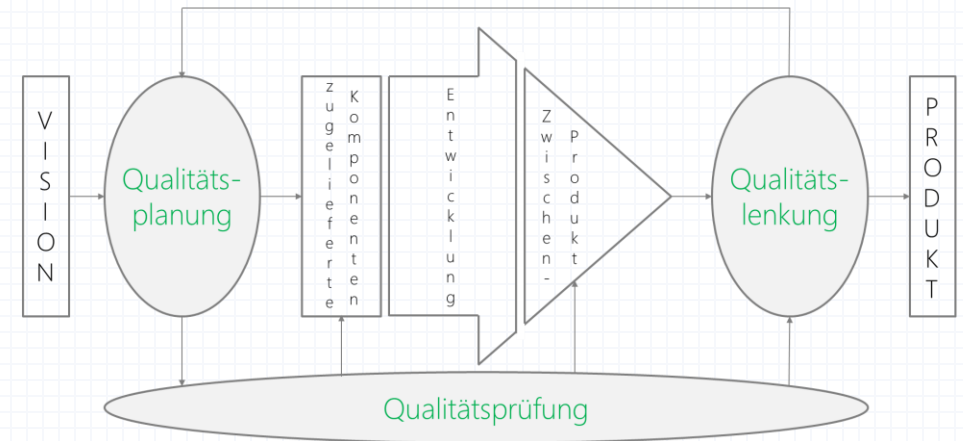 VISION
Qualitäts-
planung
zugelieferte
Komponenten
Entwicklung
Zwischen-
Produkt
Qualitäts-
lenkung
PRODUKT
Qualitätsprüfung